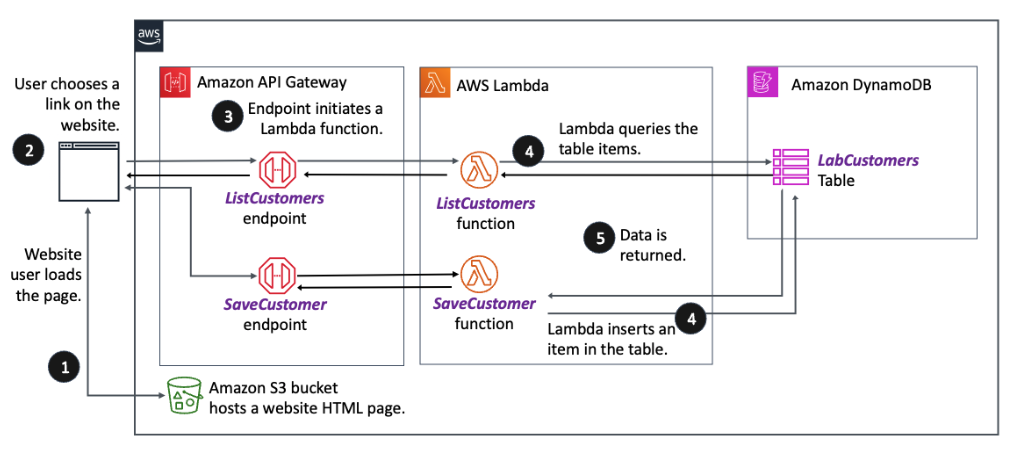 aws
User chooses a
link on the
website.
2
Amazon API Gateway
3
Endpoint initiates a
Lambda function.
ListCustomers
endpoint
SaveCustomer
endpoint
AWS Lambda
4
Lambda queries the
table items.
ListCustomers
function
SaveCustomer
function
Amazon DynamoDB
LabCustomers
Table
5
Data is
returned.
4
Lambda inserts an
item in the table.
Website
user loads
the page.
1
Amazon S3 bucket
hosts a website HTML page.